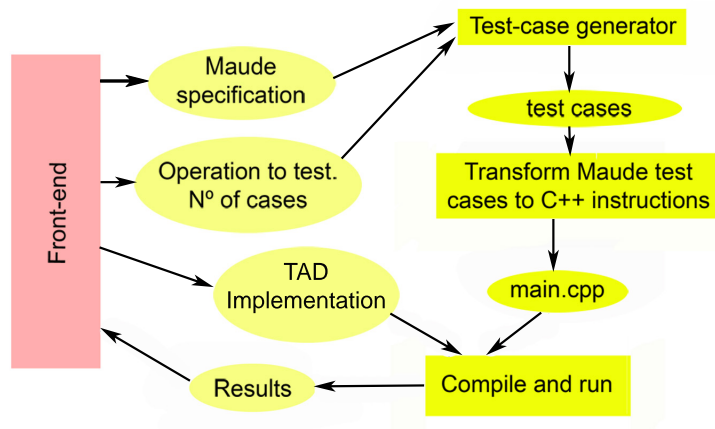 Front-end
Maude
specification
Operation to test.
Nº of cases
TAD
Implementation
Results
Test-case generator
test cases
Transform Maude test
cases to C++ instructions
main.cpp
Compile and run